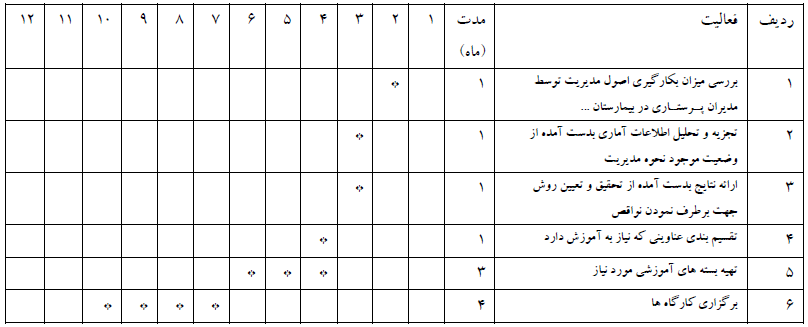 ردیف فعالیت مدت ۱ ۲ ۳ ۴ ۵ ۶ ۷ ۸ ۹ ۱۰ ۱۱ ۱۲
(ماه)
۱ بررسی میزان بکارگیری اصول مدیریت توسط ۱
مدیران پرستاری در بیمارستان ...
۲ تجزیه و تحلیل اطلاعات آماری بدست آمده از ۱
وضعیت موجود نحوه مدیریت
۳ ارائه نتایج بدست آمده از تحقیق و تعیین روش ۱
جهت برطرف نمودن نواقص
۴ تقسیم بندی عناوینی که نیاز به آموزش دارد ۱
۵ تهیه بسته های آموزشی مورد نیاز ۳
۶ برگزاری کارگاه ها ۴